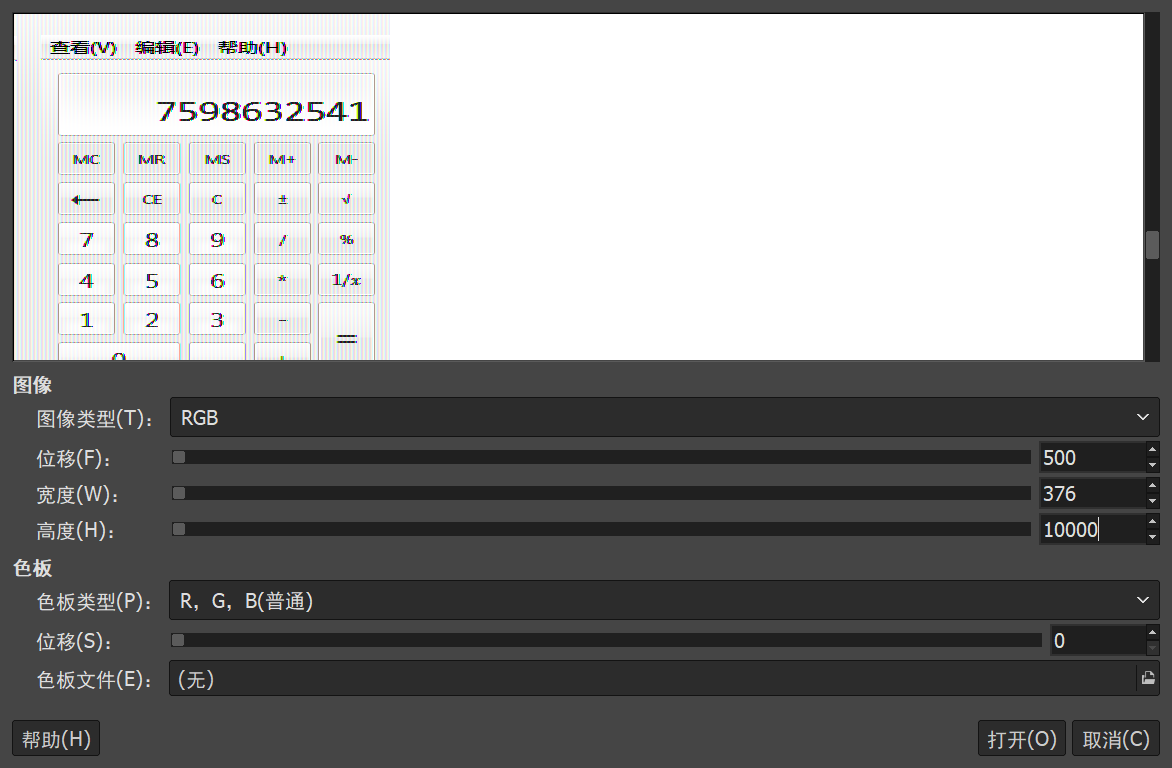 查看(V) 编辑(E) 帮助(H)
7598632541
MC MR MS M+ M-
← CE C ± √
7 8 9 / %
4 5 6 * 1/x
1 2 3 - =
0 . +
图像
图像类型(T): RGB
位移(F): 500
宽度(W): 376
高度(H): 10000
色板
色板类型(P): R，G，B(普通)
位移(S): 0
色板文件(E): (无)
帮助(H) 打开(O) 取消(C)